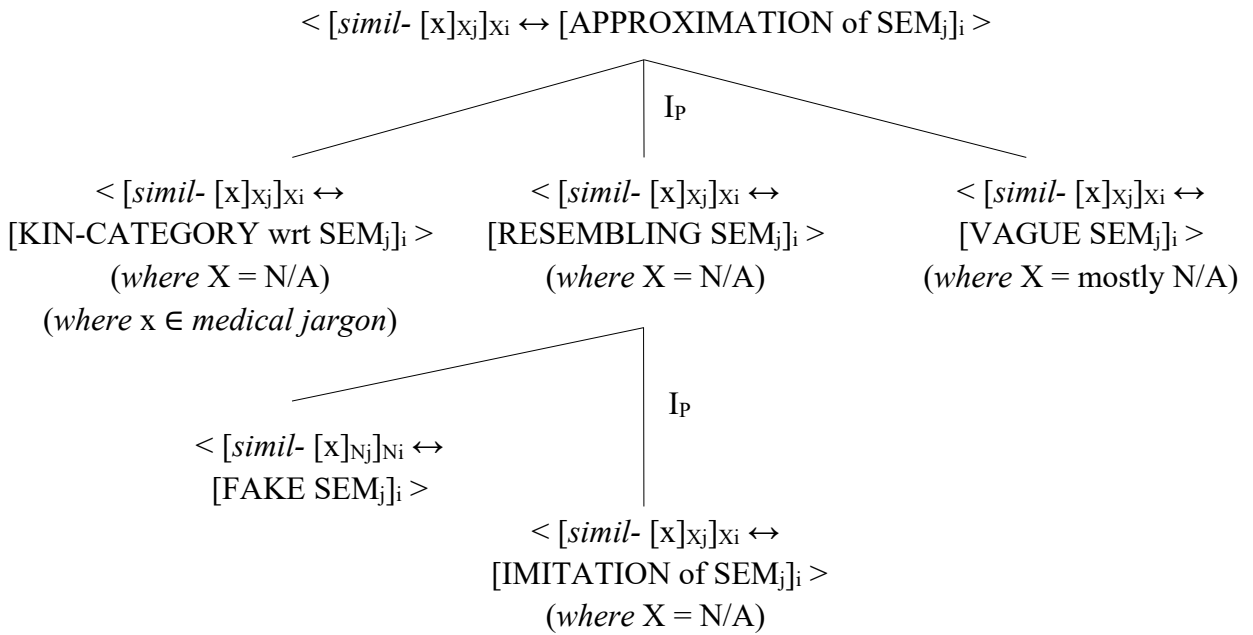 < [simil- [x]Xj]Xi ↔ [APPROXIMATION of SEMj]i >
IP
< [simil- [x]Xj]Xi ↔
[KIN-CATEGORY wrt SEMj]i >
(where X = N/A)
(where x ∈ medical jargon)
< [simil- [x]Xj]Xi ↔
[RESEMBLING SEMj]i >
(where X = N/A)
< [simil- [x]Xj]Xi ↔
[VAGUE SEMj]i >
(where X = mostly N/A)
IP
< [simil- [x]Nj]Ni ↔
[FAKE SEMj]i >
< [simil- [x]Xj]Xi ↔
[IMITATION of SEMj]i >
(where X = N/A)